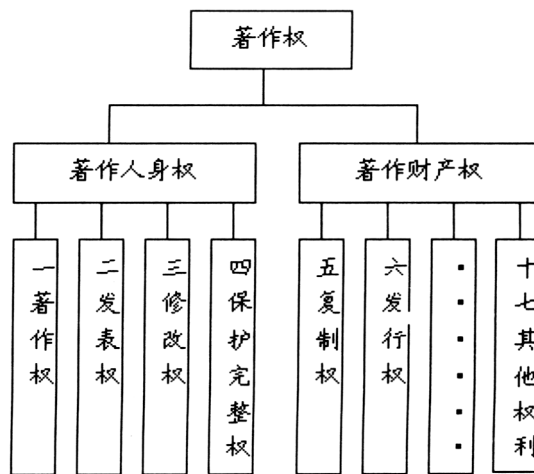 著作权
著作人身权
著作财产权
一著作权
二发表权
三修改权
四保护完整权
五复制权
六发行权
······
十七其他权利